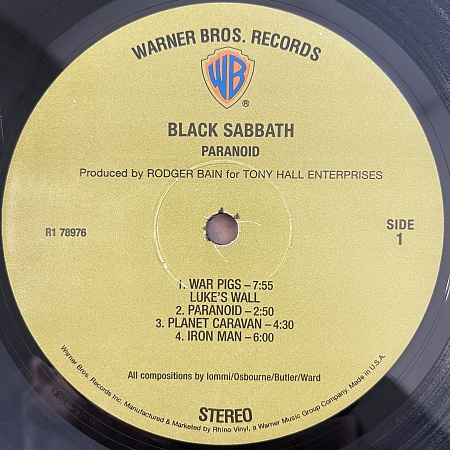 WARNER BROS. RECORDS
WB
®
BLACK SABBATH
PARANOID
Produced by RODGER BAIN for TONY HALL ENTERPRISES
R1 78976
SIDE
1
1. WAR PIGS – 7:55
LUKE'S WALL
2. PARANOID – 2:50
3. PLANET CARAVAN – 4:30
4. IRON MAN – 6:00
All compositions by Iommi/Osbourne/Butler/Ward
STEREO
Warner Bros. Records Inc. Manufactured & Marketed by Rhino Vinyl, a Warner Music Group Company. Made in U.S.A.